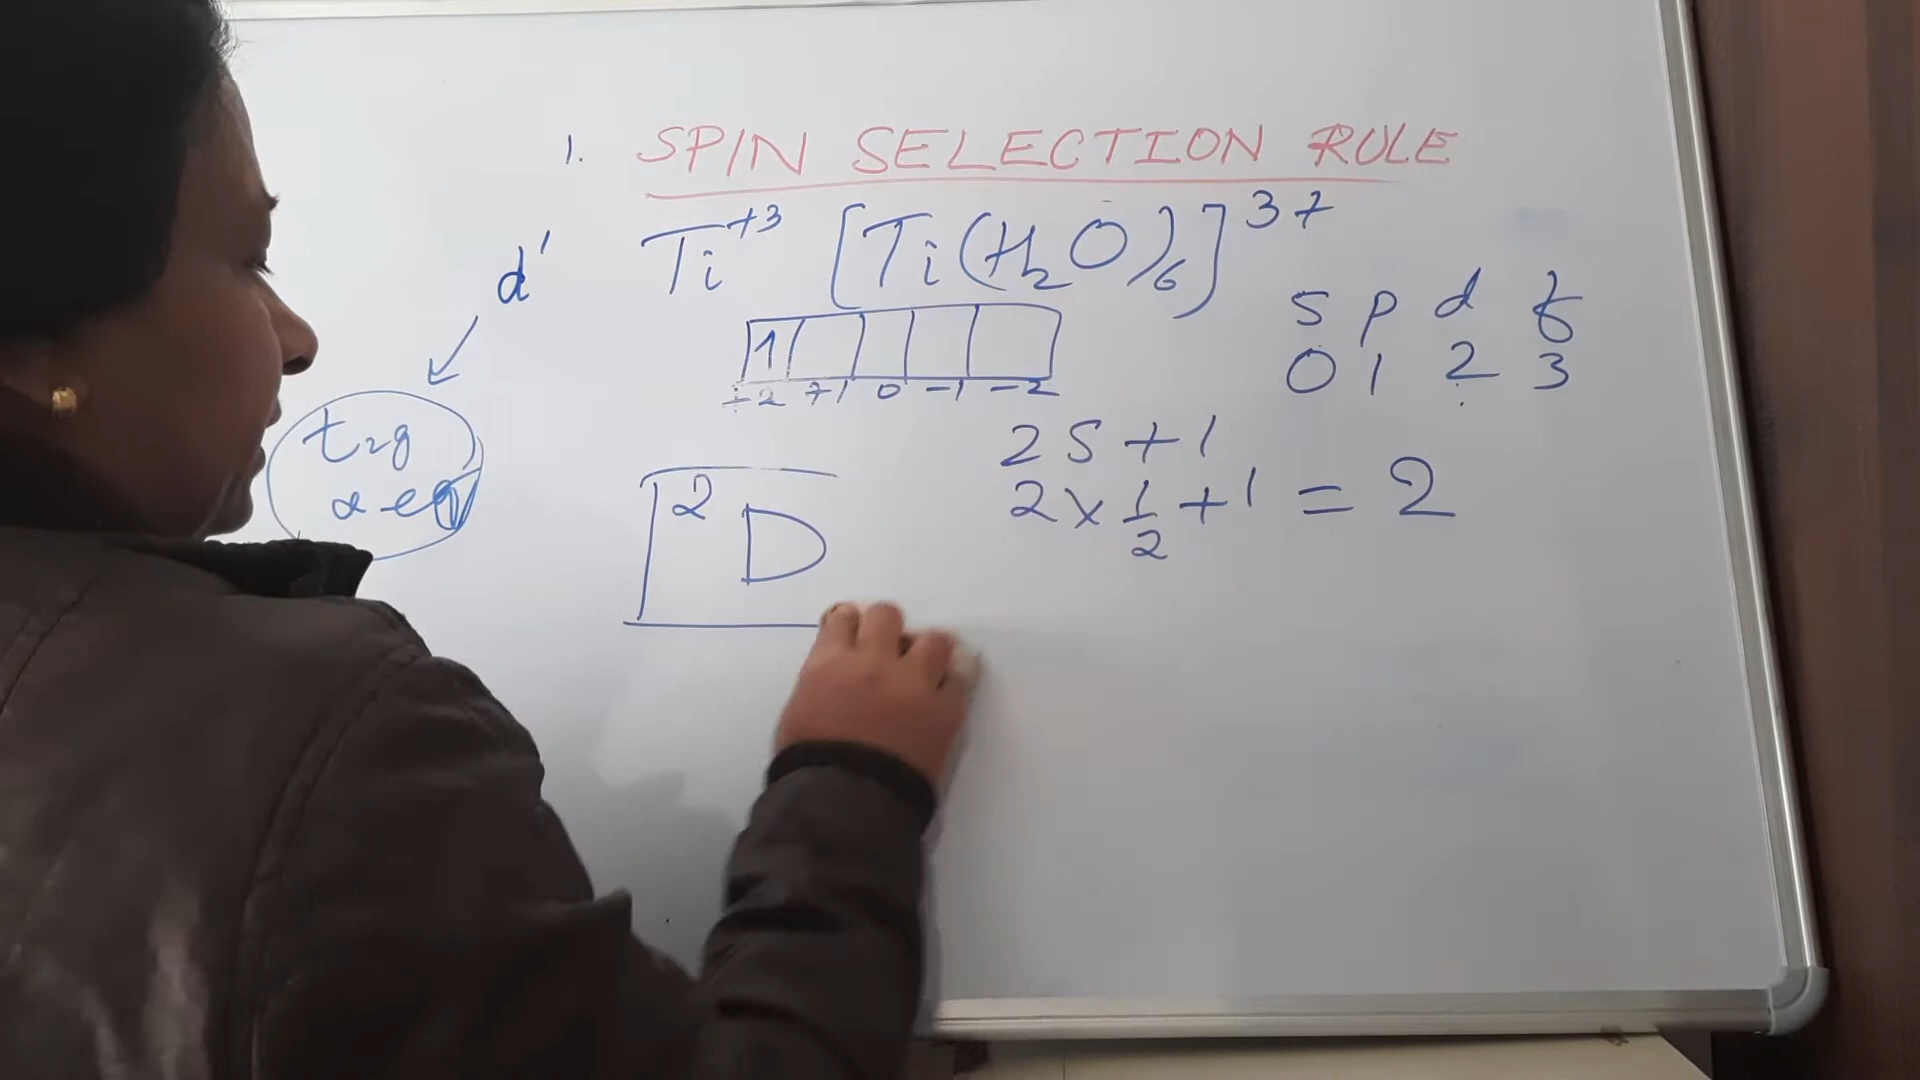 1. SPIN SELECTION RULE
Ti+3 [Ti(H2O)6]3+
d'
s p d f
0 1 2 3
1
+2 +1 0 -1 -2
t2g
eg
2S+1
2 × 1/2 + 1 = 2
2D